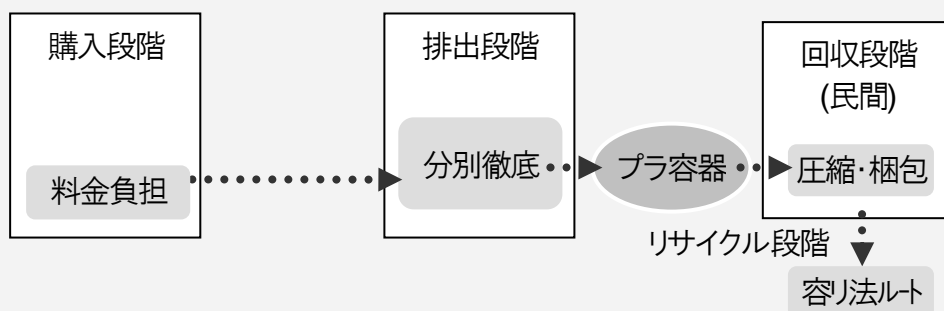 購入段階
料金負担
排出段階
分別徹底
プラ容器
回収段階
(民間)
圧縮・梱包
リサイクル段階
容リ法ルート